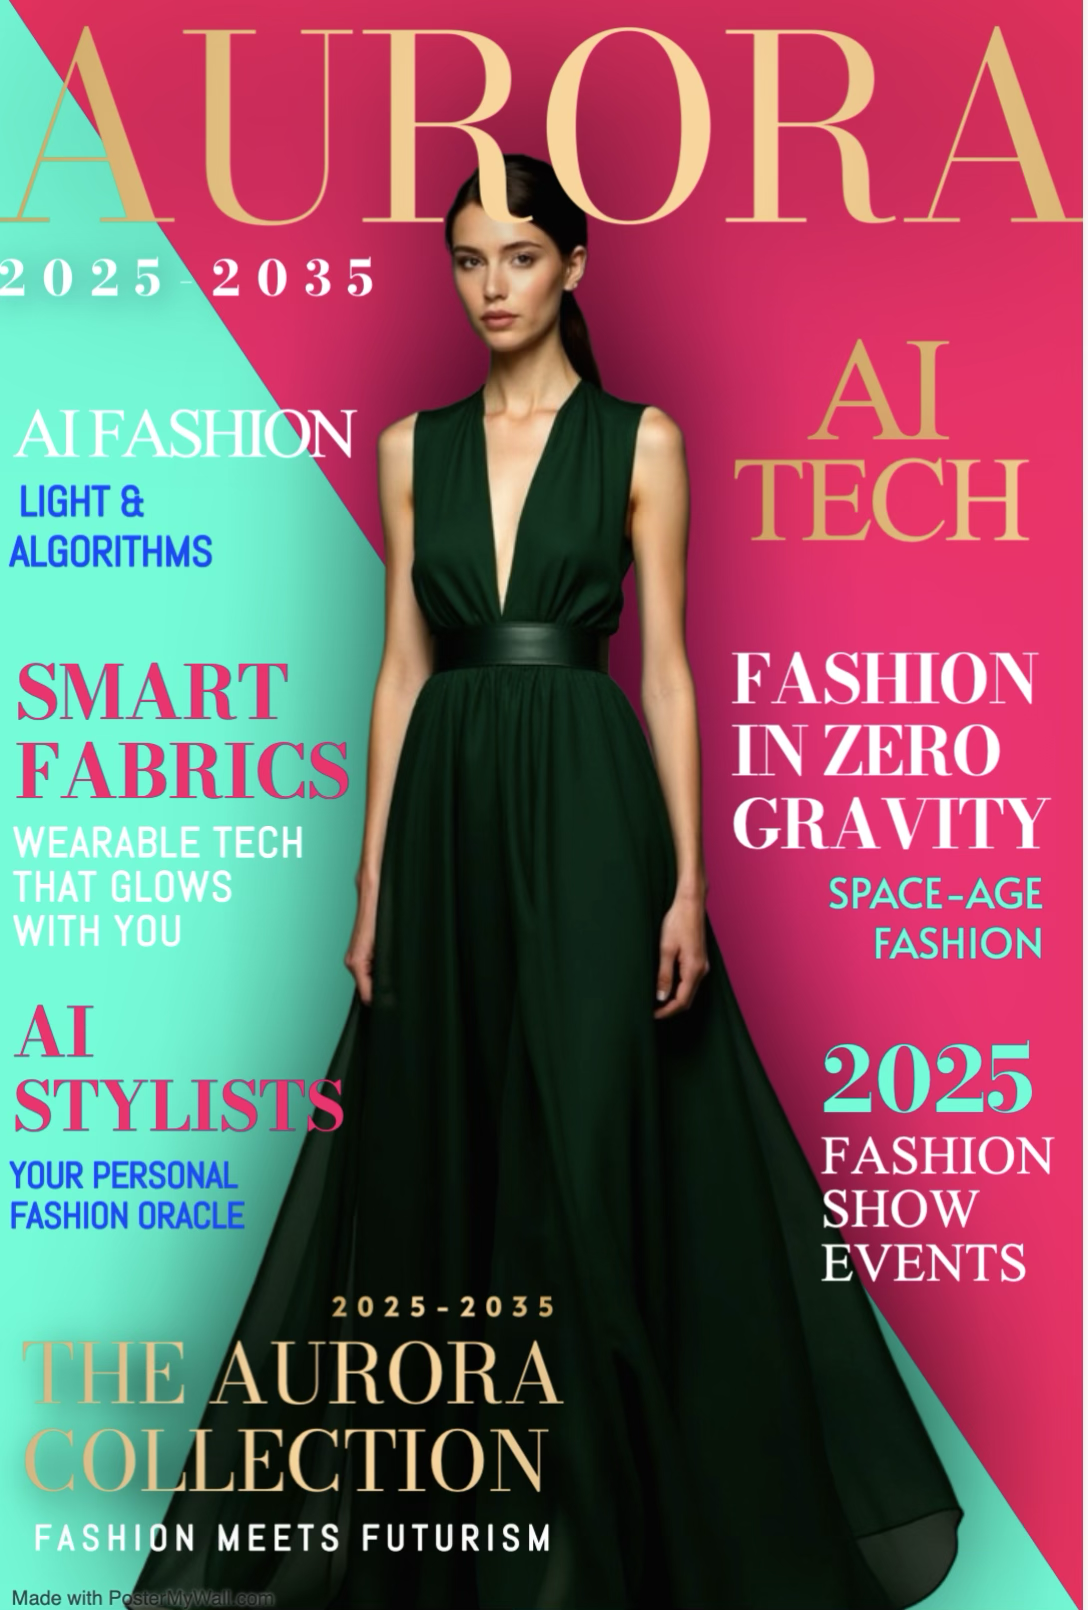 AURORA
2025-2035
AI FASHION
LIGHT &
ALGORITHMS
SMART
FABRICS
WEARABLE TECH
THAT GLOWS
WITH YOU
AI
STYLISTS
YOUR PERSONAL
FASHION ORACLE
AI
TECH
FASHION
IN ZERO
GRAVITY
SPACE-AGE
FASHION
2025
FASHION
SHOW
EVENTS
2025-2035
THE AURORA
COLLECTION
FASHION MEETS FUTURISM
Made with PosterMyWall.com